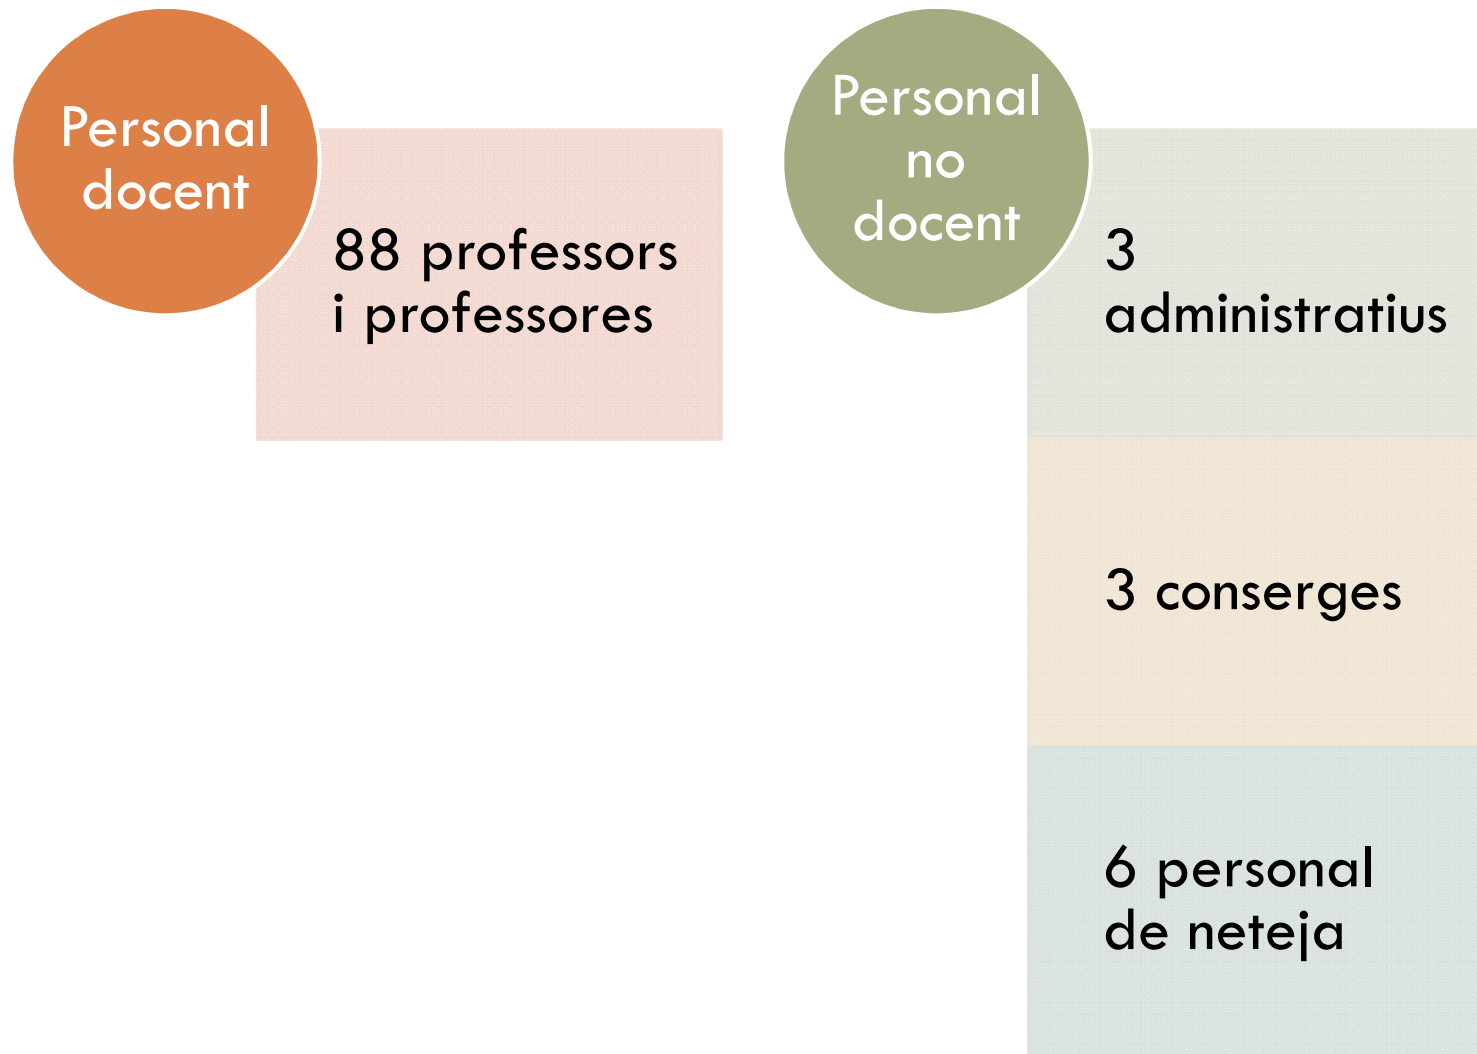 Personal
docent
88 professors
i professores
Personal
no
docent
3
administratius
3 conserges
6 personal
de neteja